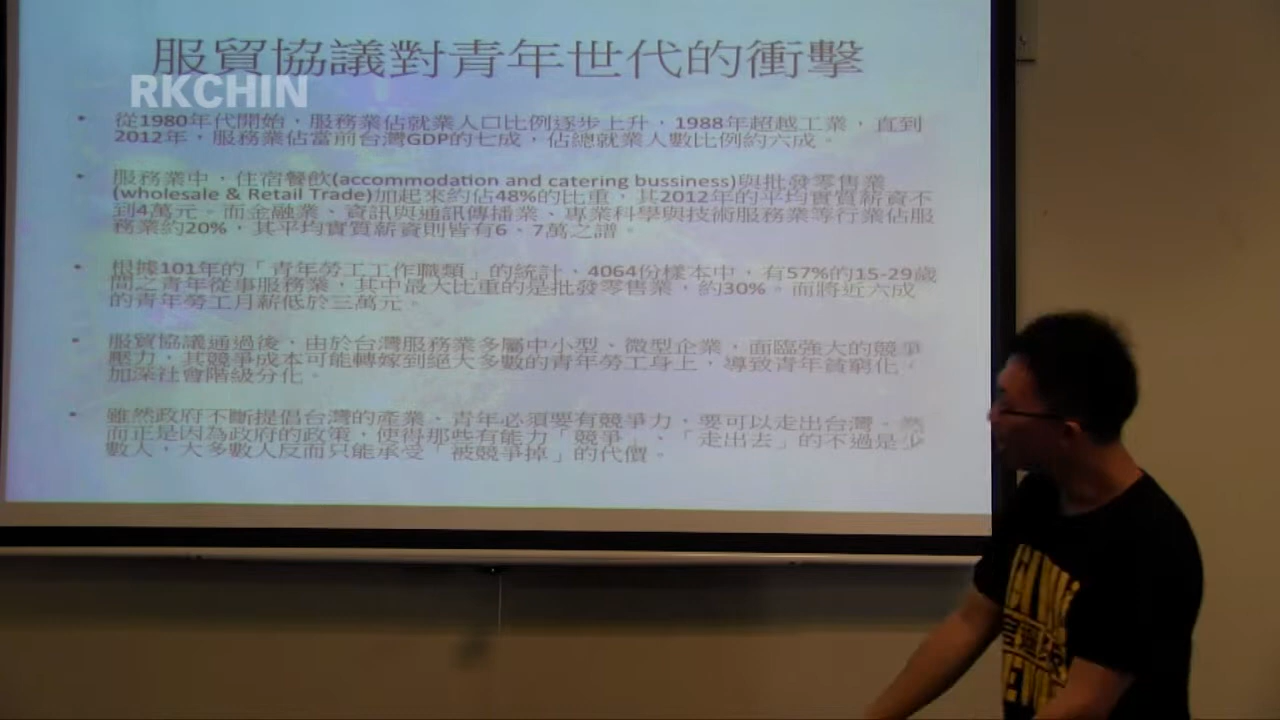 服貿協議對青年世代的衝擊
RKCHIN
• 從1980年代開始，服務業佔就業人口比例逐步上升，1988年超越工業，直到
2012年，服務業佔當前台灣GDP的七成，佔總就業人數比例約六成。
• 服務業中，住宿餐飲(accommodation and catering bussiness)與批發零售業
(wholesale & Retail Trade)加起來約佔48%的比重，其2012年的平均實質薪資不
到4萬元。而金融業、資訊與通訊傳播業、專業科學與技術服務業等行業佔服
務業約20%，其平均實質薪資則皆有6、7萬之譜。
• 根據101年的「青年勞工工作職類」的統計，4064份樣本中，有57%的15-29歲
間之青年從事服務業，其中最大比重的是批發零售業，約30%。而將近六成
的青年勞工月薪低於三萬元。
• 服貿協議通過後，由於台灣服務業多屬中小型、微型企業，面臨強大的競爭
壓力，其競爭成本可能轉嫁到絕大多數的青年勞工身上，導致青年貧窮化，
加深社會階級分化。
• 雖然政府不斷提倡台灣的產業、青年必須要有競爭力，要可以走出台灣。然
而正是因為政府的政策，使得那些有能力「競爭」、「走出去」的不過是少
數人，大多數人反而只能承受「被競爭掉」的代價。